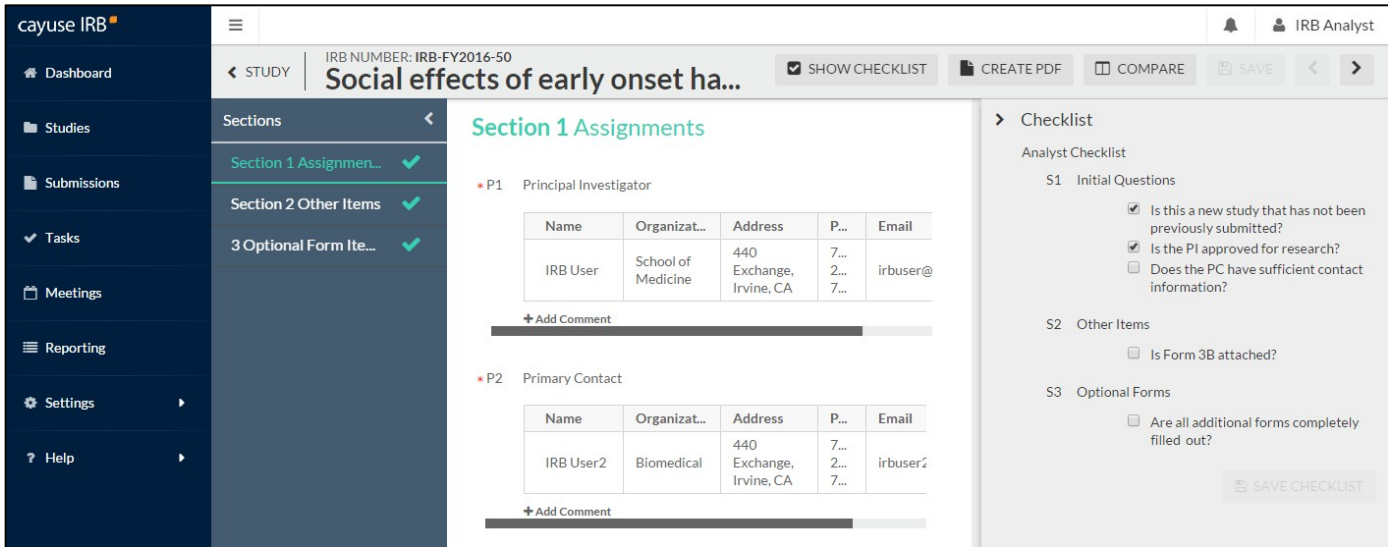 cayuse IRB
IRB Analyst
Dashboard
Studies
Submissions
Tasks
Meetings
Reporting
Settings
? Help
STUDY
IRB NUMBER: IRB-FY2016-50
Social effects of early onset ha...
SHOW CHECKLIST
CREATE PDF
COMPARE
SAVE
Sections
Section 1 Assignmen...
Section 2 Other Items
3 Optional Form Ite...
Section 1 Assignments
* P1 Principal Investigator
Name Organizat... Address P... Email
IRB User School of Medicine 440 Exchange, Irvine, CA 7... 2... 7... irbuser@
+ Add Comment
* P2 Primary Contact
Name Organizat... Address P... Email
IRB User2 Biomedical 440 Exchange, Irvine, CA 7... 2... 7... irbuser2
+ Add Comment
Checklist
Analyst Checklist
S1 Initial Questions
Is this a new study that has not been
previously submitted?
Is the PI approved for research?
Does the PC have sufficient contact
information?
S2 Other Items
Is Form 3B attached?
S3 Optional Forms
Are all additional forms completely
filled out?
SAVE CHECKLIST